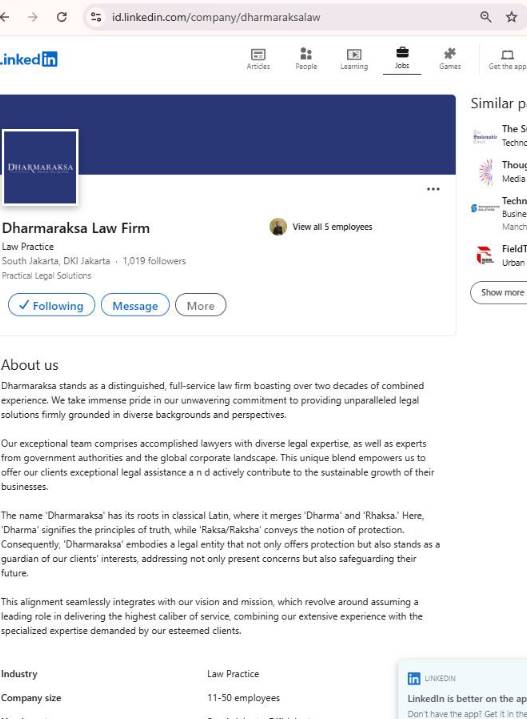 id.linkedin.com/company/dharmaraksalaw
Linked in
Articles
People
Learning
Jobs
Games
Get the app
Similar p
DHARMARAKSA
The S
Techno
Thoug
Media
Techn
Busine
Manch
FieldT
Urban
Show more
Dharmaraksa Law Firm
View all 5 employees
Law Practice
South Jakarta, DKI Jakarta · 1,019 followers
Practical Legal Solutions
Following
Message
More
About us
Dharmaraksa stands as a distinguished, full-service law firm boasting over two decades of combined
experience. We take immense pride in our unwavering commitment to providing unparalleled legal
solutions firmly grounded in diverse backgrounds and perspectives.
Our exceptional team comprises accomplished lawyers with diverse legal expertise, as well as experts
from government authorities and the global corporate landscape. This unique blend empowers us to
offer our clients exceptional legal assistance a n d actively contribute to the sustainable growth of their
businesses.
The name 'Dharmaraksa' has its roots in classical Latin, where it merges 'Dharma' and 'Rhaksa.' Here,
'Dharma' signifies the principles of truth, while 'Raksa/Raksha' conveys the notion of protection.
Consequently, 'Dharmaraksa' embodies a legal entity that not only offers protection but also stands as a
guardian of our clients' interests, addressing not only present concerns but also safeguarding their
future.
This alignment seamlessly integrates with our vision and mission, which revolve around assuming a
leading role in delivering the highest caliber of service, combining our extensive experience with the
specialized expertise demanded by our esteemed clients.
Industry
Law Practice
Company size
11-50 employees
in LINKEDIN
LinkedIn is better on the ap
Don't have the app? Get it in the